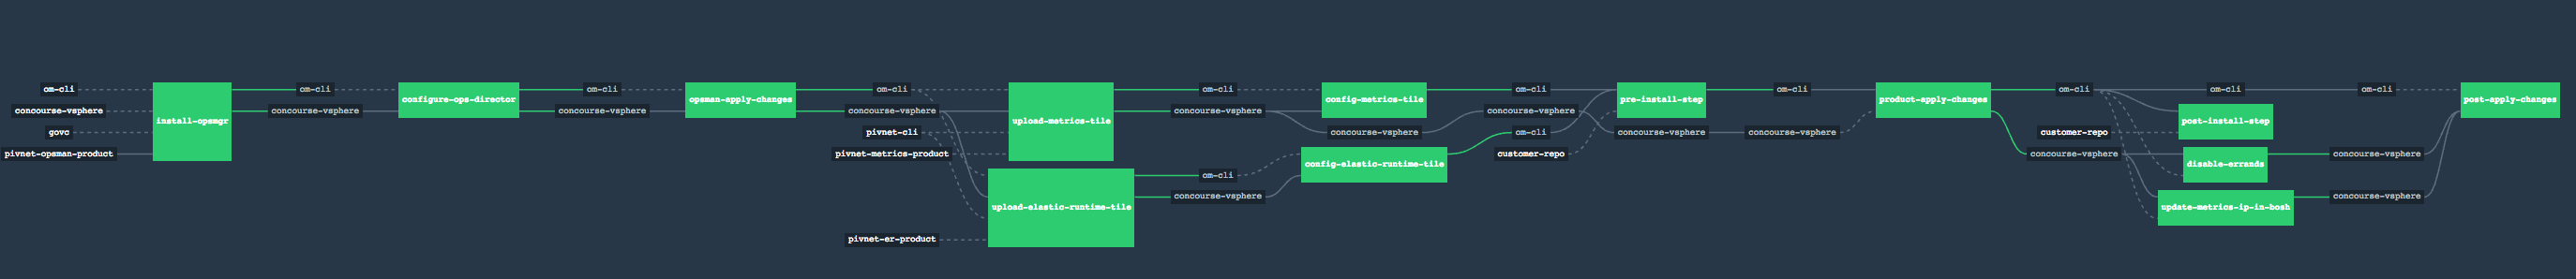 om-cli
concourse-vsphere
govc
pivnet-opsman-product
install-opsmgr
om-cli
concourse-vsphere
configure-ops-director
om-cli
concourse-vsphere
opsman-apply-changes
om-cli
concourse-vsphere
pivnet-cli
pivnet-metrics-product
pivnet-er-product
upload-metrics-tile
upload-elastic-runtime-tile
om-cli
concourse-vsphere
om-cli
concourse-vsphere
config-metrics-tile
concourse-vsphere
config-elastic-runtime-tile
om-cli
concourse-vsphere
om-cli
customer-repo
pre-install-step
concourse-vsphere
om-cli
concourse-vsphere
product-apply-changes
om-cli
customer-repo
concourse-vsphere
om-cli
post-install-step
disable-errands
update-metrics-ip-in-bosh
om-cli
concourse-vsphere
concourse-vsphere
post-apply-changes